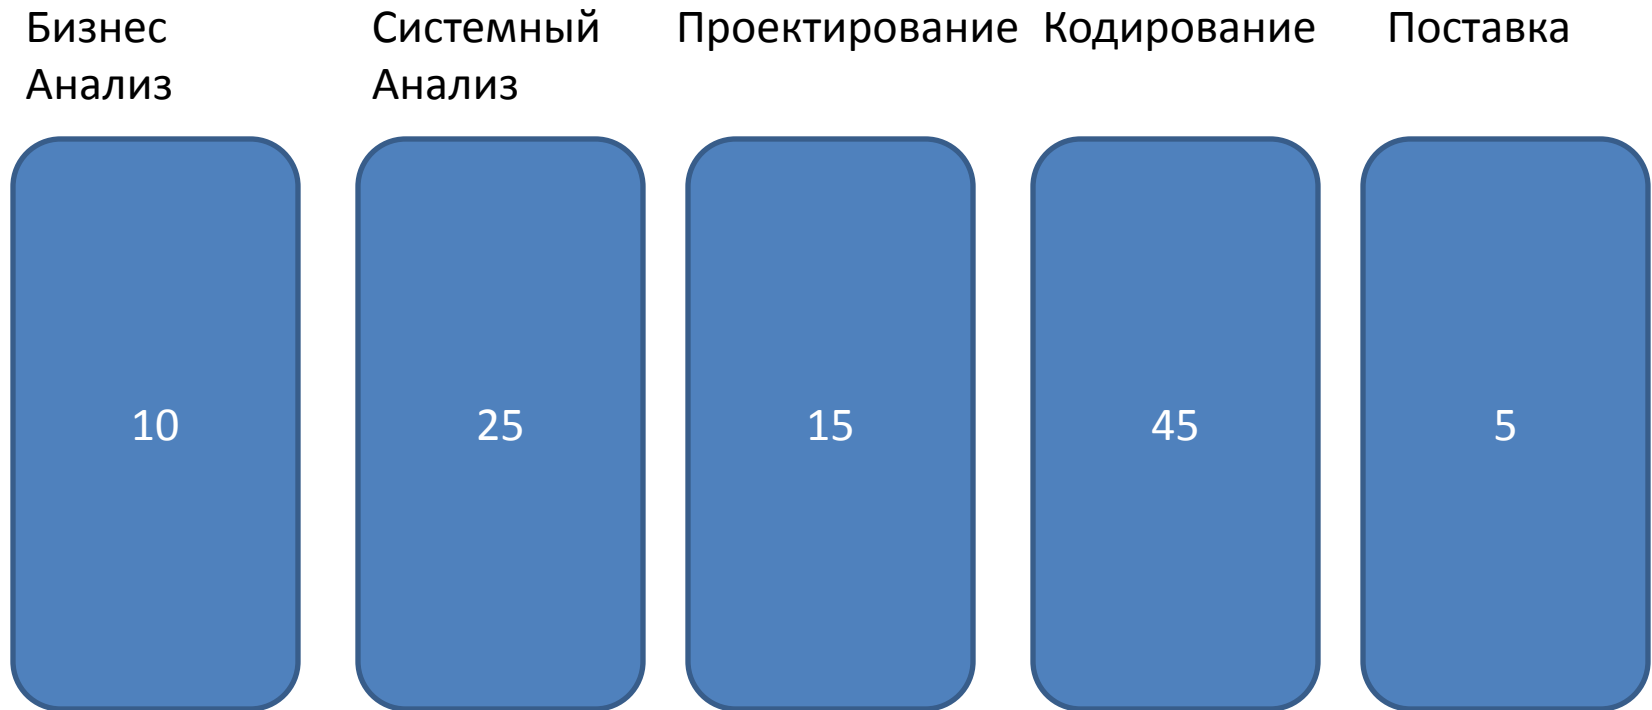 Бизнес
Анализ
Системный
Анализ
Проектирование
Кодирование
Поставка
10
25
15
45
5